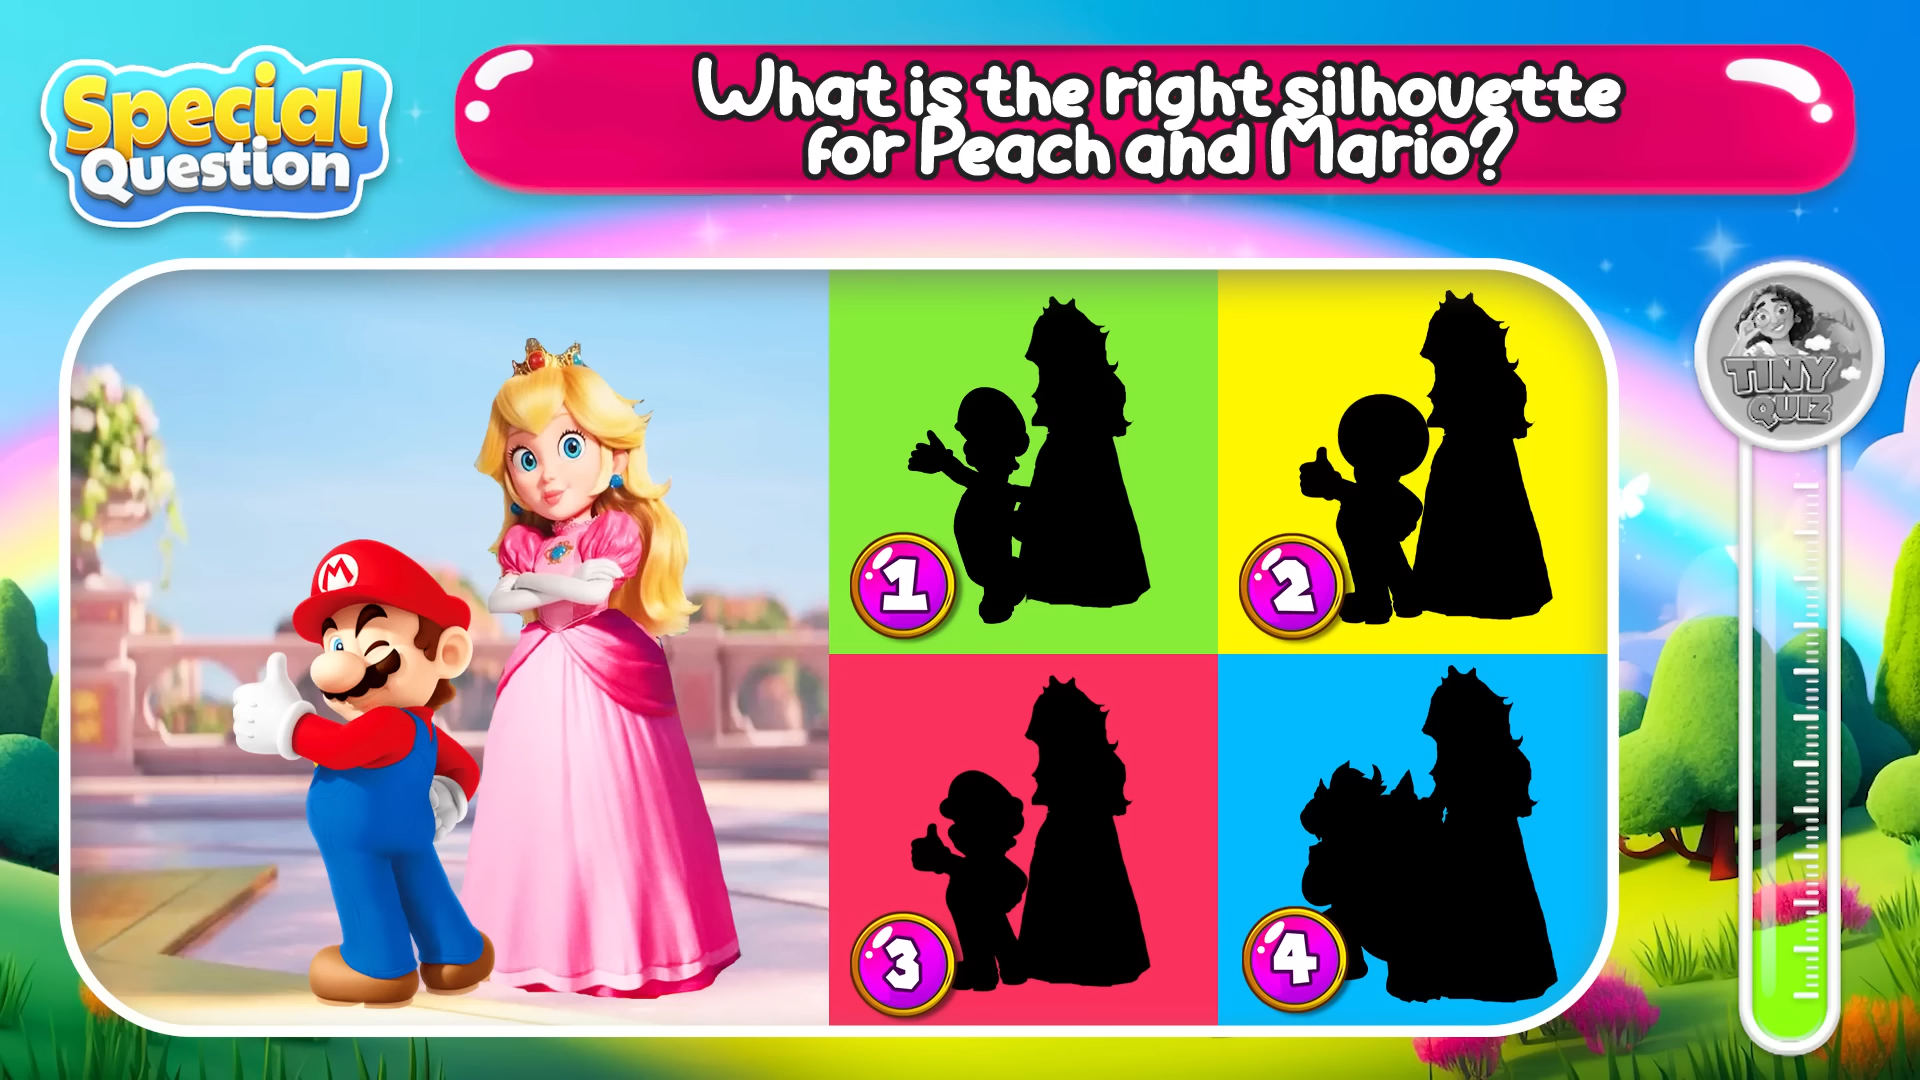 Special
Question
What is the right silhouette
for Peach and Mario?
M
TINY
QUIZ
1
2
3
4